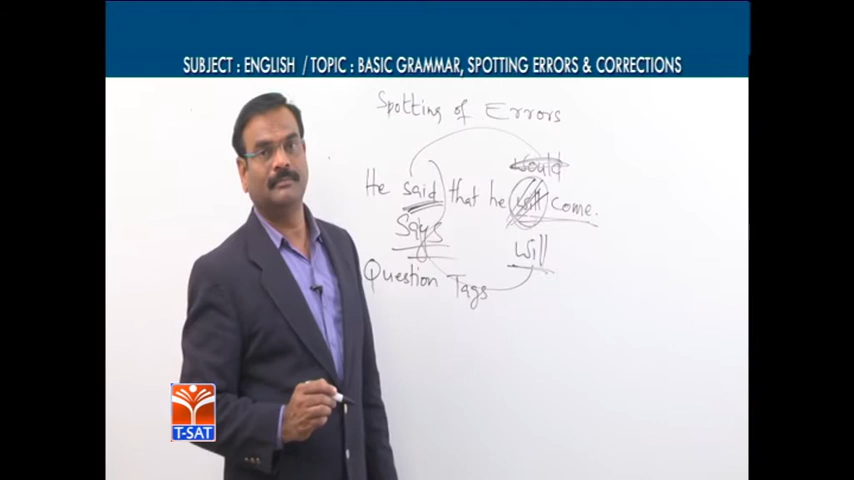 SUBJECT : ENGLISH / TOPIC : BASIC GRAMMAR, SPOTTING ERRORS & CORRECTIONS
Spotting of Errors
would
He said that he will come.
Says
will
Question Tags
T-SAT